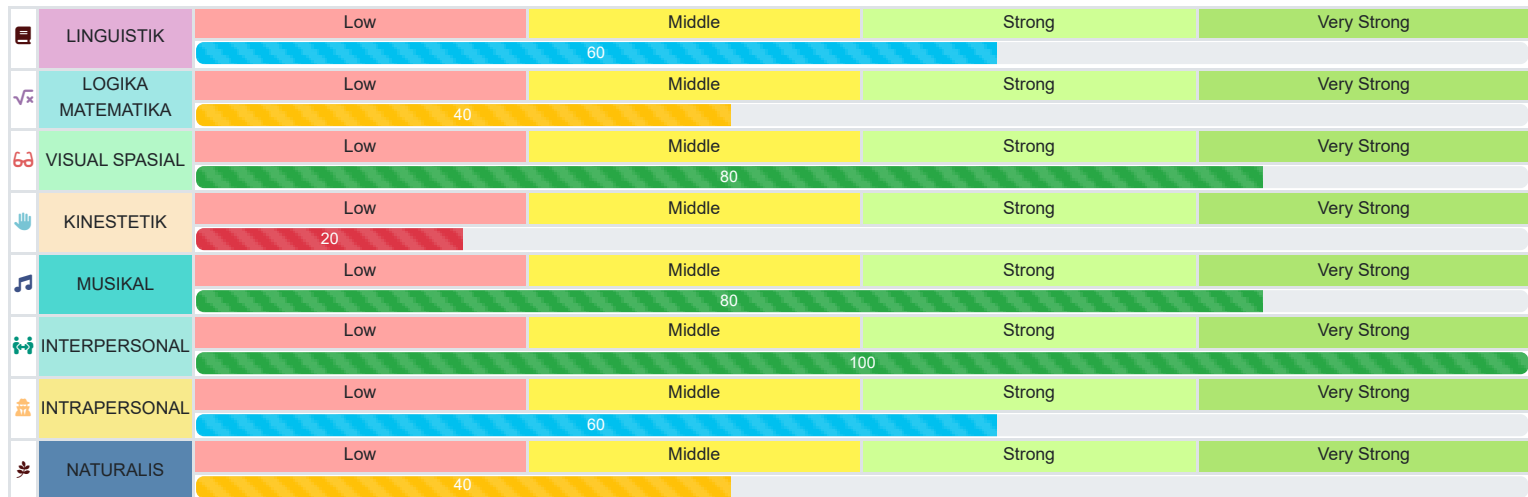 Low Middle Strong Very Strong
LINGUISTIK
60
LOGIKA Low Middle Strong Very Strong
MATEMATIKA
40
Low Middle Strong Very Strong
VISUAL SPASIAL
80
Low Middle Strong Very Strong
KINESTETIK
20
Low Middle Strong Very Strong
MUSIKAL
80
Low Middle Strong Very Strong
INTERPERSONAL
100
Low Middle Strong Very Strong
INTRAPERSONAL
60
Low Middle Strong Very Strong
NATURALIS
40